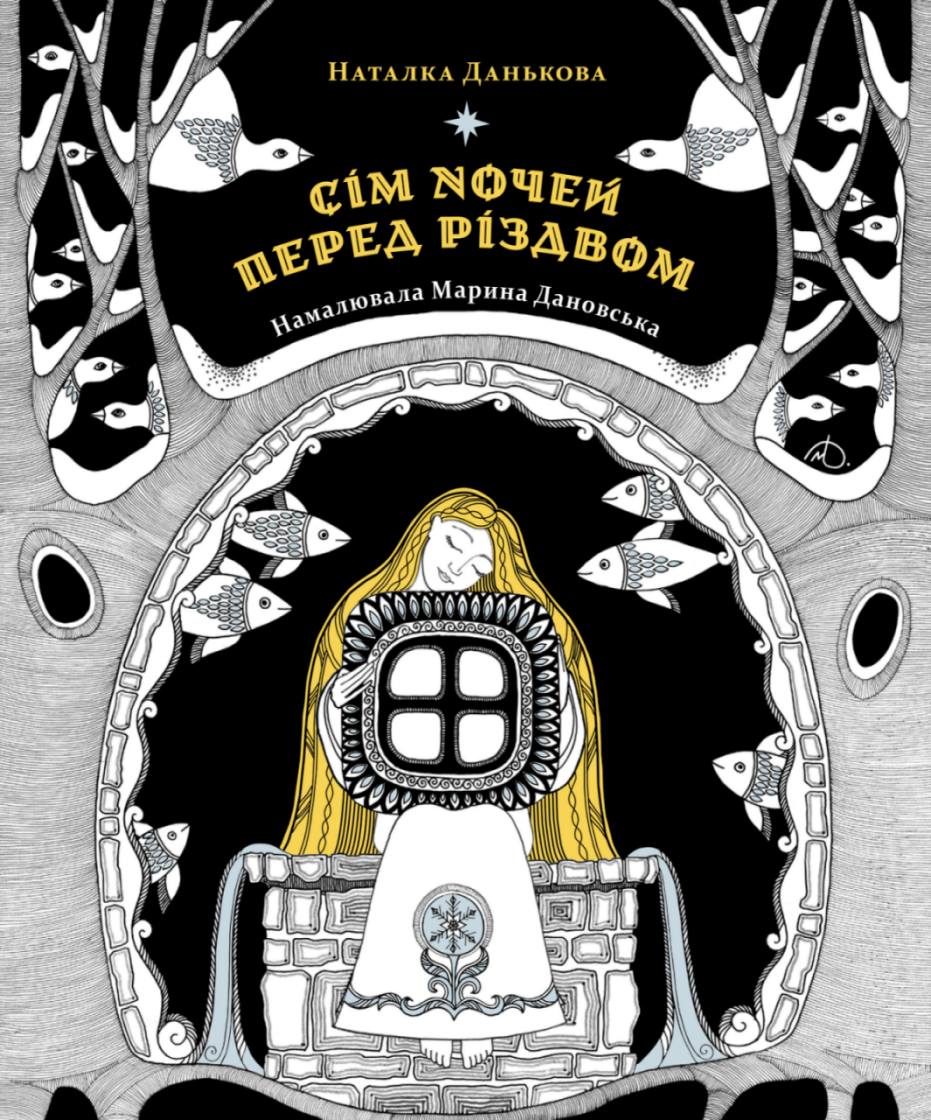 Наталка Данькова
СІМ НОЧЕЙ
ПЕРЕД РІЗДВОМ
Намалювала Марина Дановська